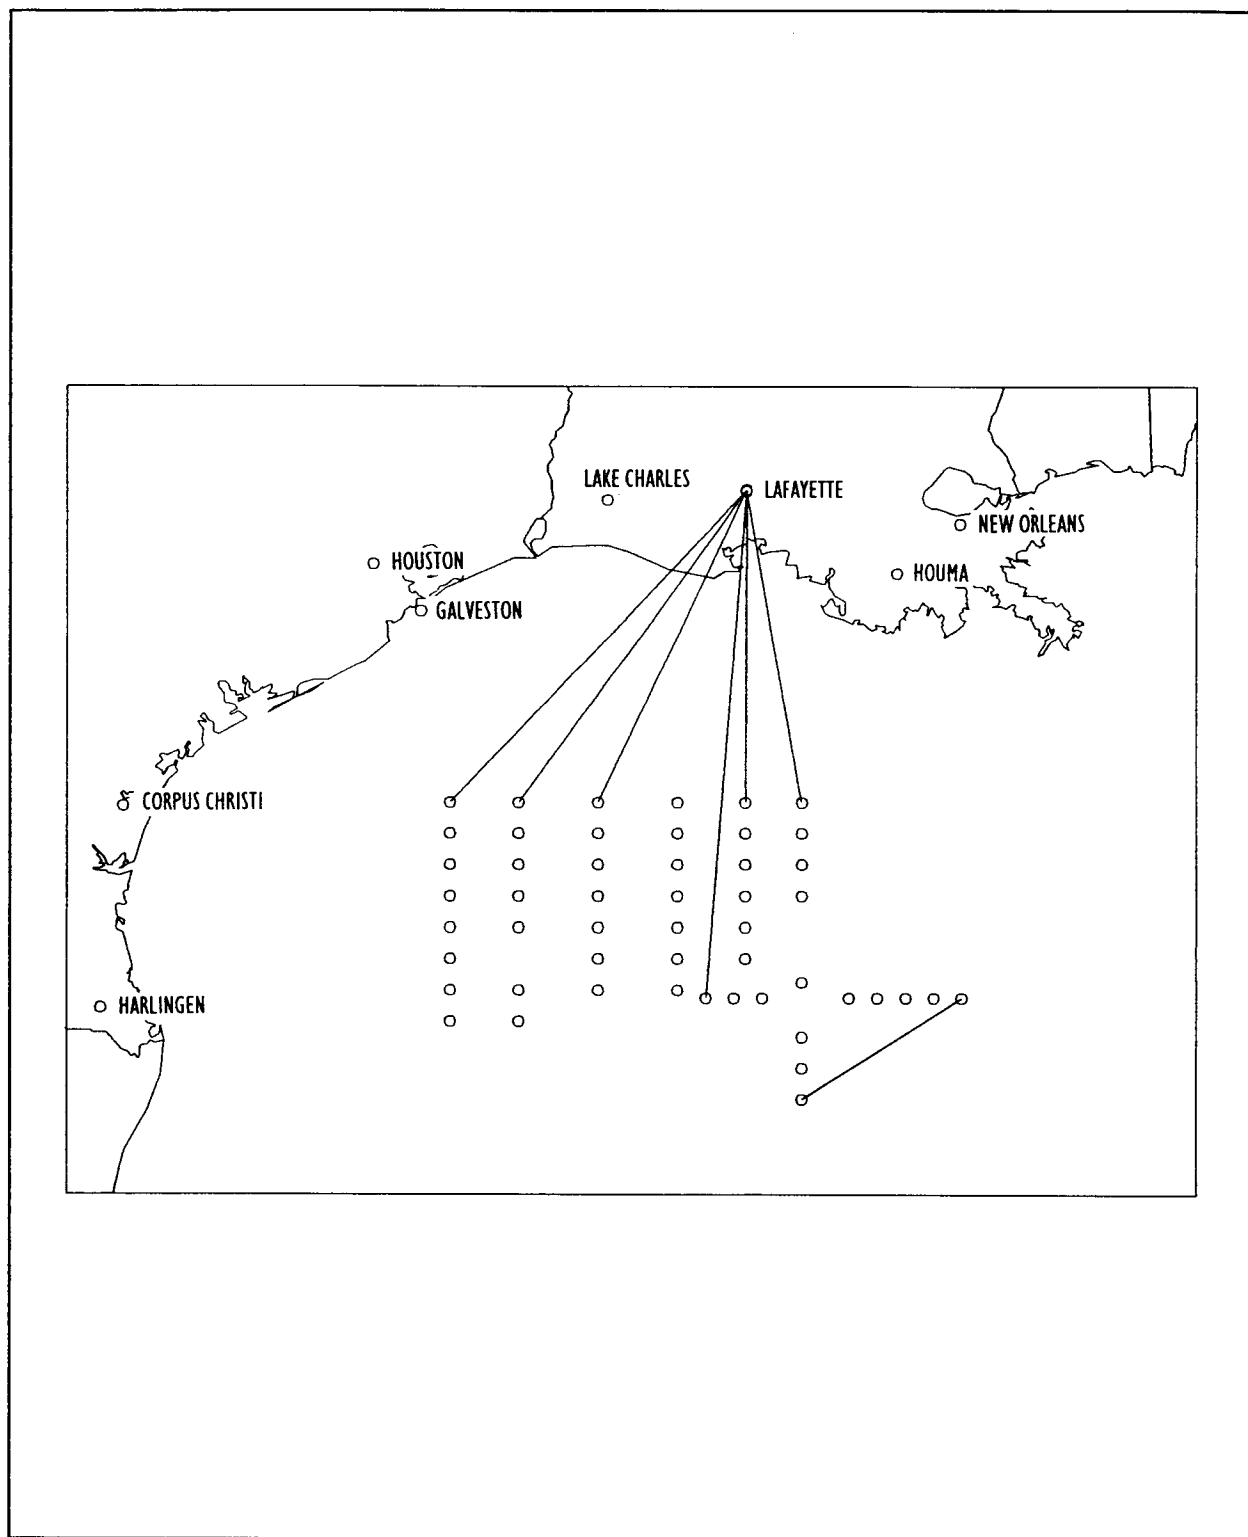 LAKE CHARLES
LAFAYETTE
NEW ORLEANS
HOUSTON
HOUMA
GALVESTON
CORPUS CHRISTI
HARLINGEN